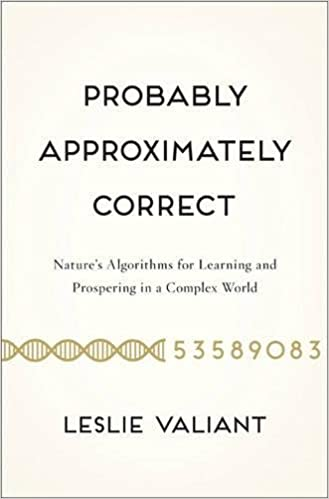 PROBABLY
APPROXIMATELY
CORRECT
Nature's Algorithms for Learning and
Prospering in a Complex World
53589083
LESLIE VALIANT